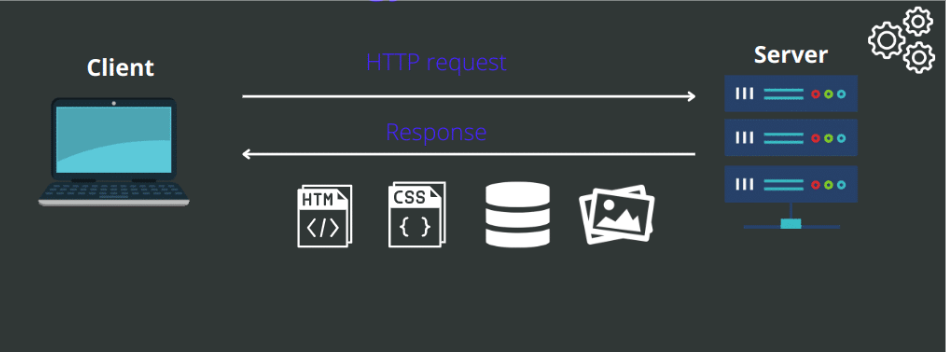 Client
HTTP request
Server
Response
HTM
</>
CSS
{ }